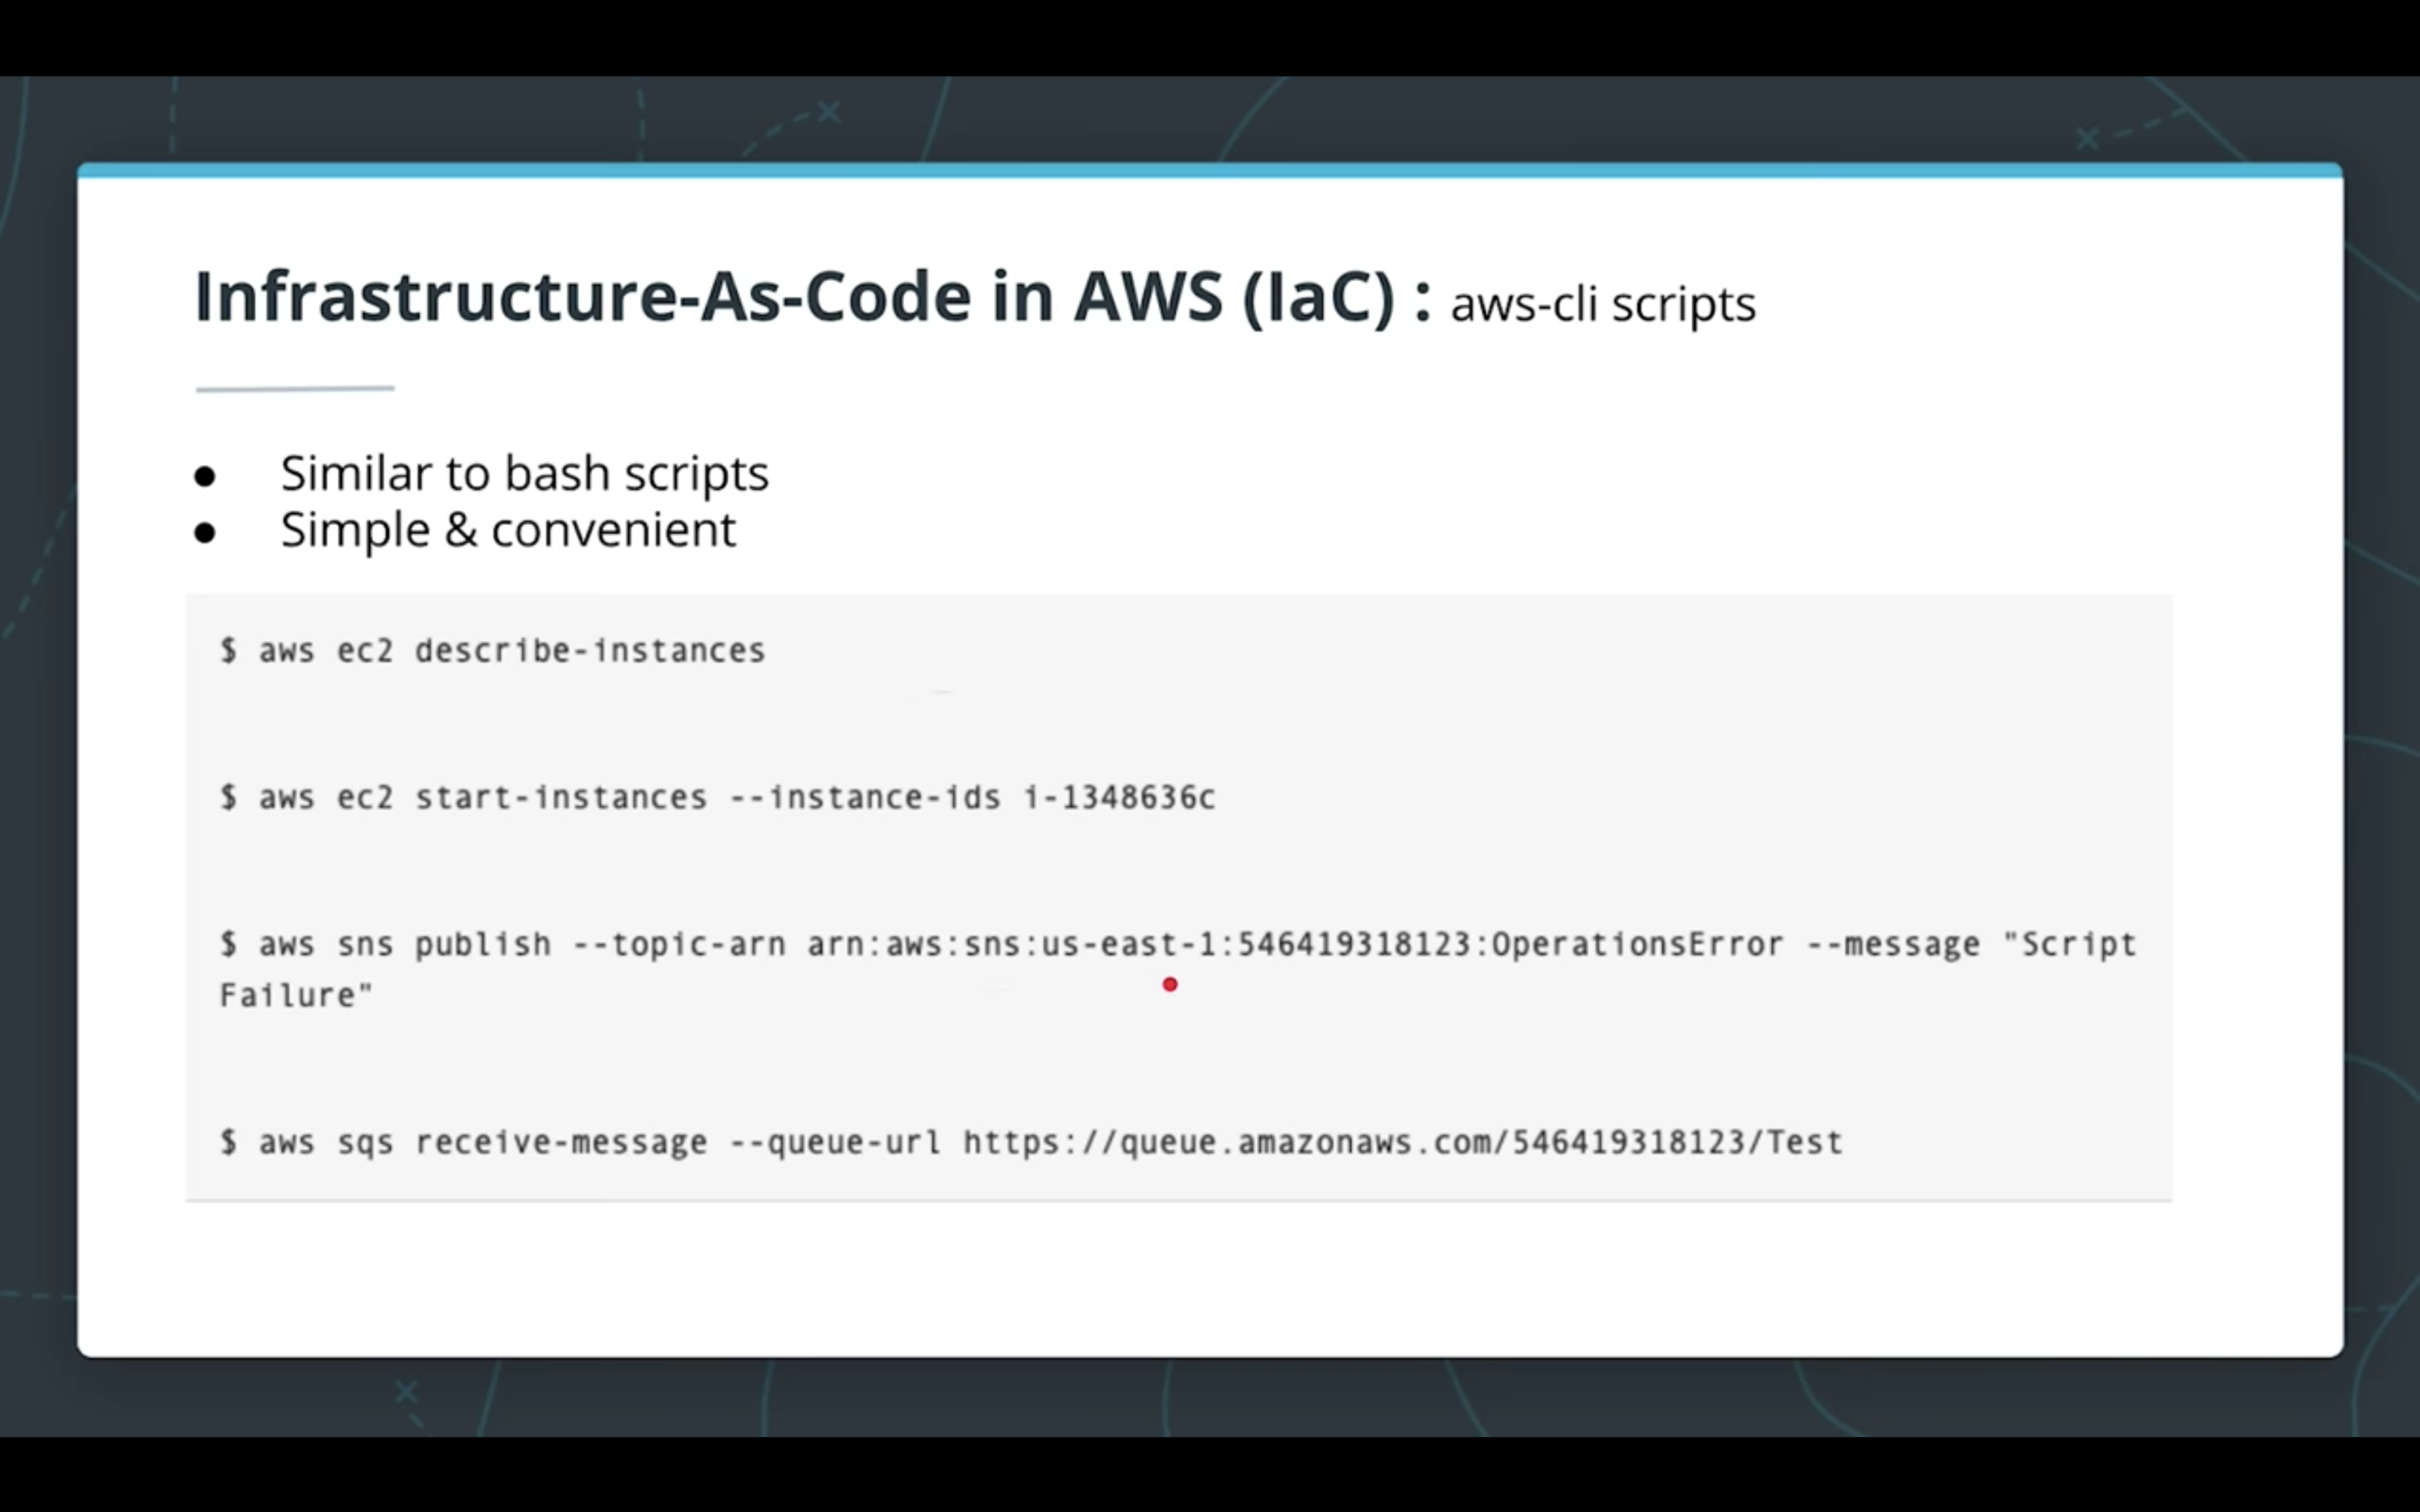 Infrastructure-As-Code in AWS (IaC) : aws-cli scripts
● Similar to bash scripts
● Simple & convenient
$ aws ec2 describe-instances
$ aws ec2 start-instances --instance-ids i-1348636c
$ aws sns publish --topic-arn arn:aws:sns:us-east-1:546419318123:OperationsError --message "Script
Failure"
$ aws sqs receive-message --queue-url https://queue.amazonaws.com/546419318123/Test